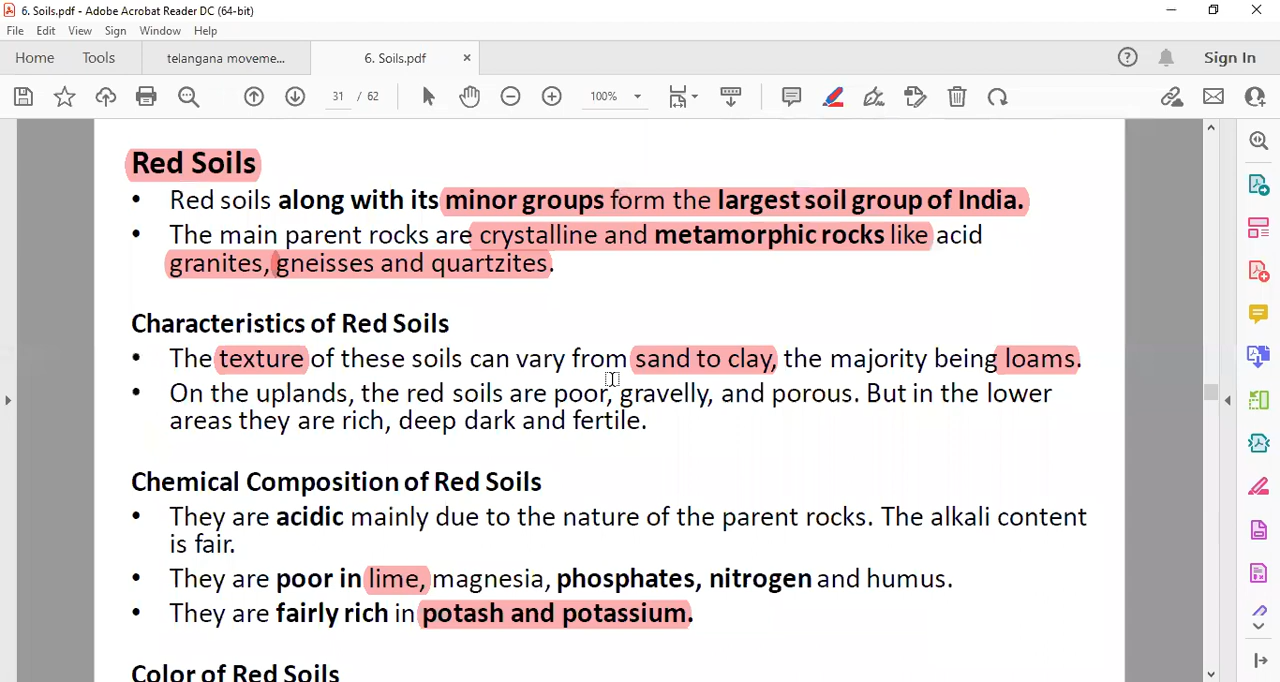 6. Soils.pdf - Adobe Acrobat Reader DC (64-bit)
File Edit View Sign Window Help
Home Tools telangana moveme... 6. Soils.pdf × Sign In
31 / 62 100%
Red Soils
• Red soils along with its minor groups form the largest soil group of India.
• The main parent rocks are crystalline and metamorphic rocks like acid
granites, gneisses and quartzites.
Characteristics of Red Soils
• The texture of these soils can vary from sand to clay, the majority being loams.
• On the uplands, the red soils are poor, gravelly, and porous. But in the lower
areas they are rich, deep dark and fertile.
Chemical Composition of Red Soils
• They are acidic mainly due to the nature of the parent rocks. The alkali content
is fair.
• They are poor in lime, magnesia, phosphates, nitrogen and humus.
• They are fairly rich in potash and potassium.
Color of Red Soils